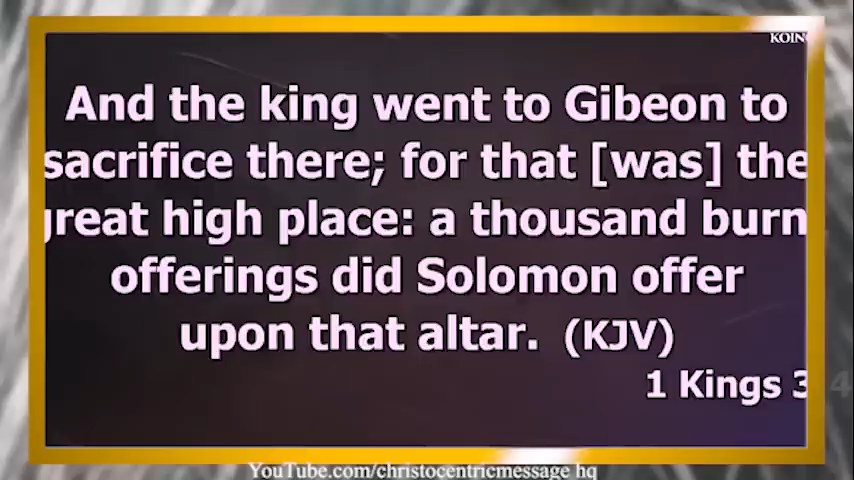 KOIN
And the king went to Gibeon to
sacrifice there; for that [was] the
great high place: a thousand burn
offerings did Solomon offer
upon that altar. (KJV)
1 Kings 3 4
YouTube.com/christocentricmessage hq